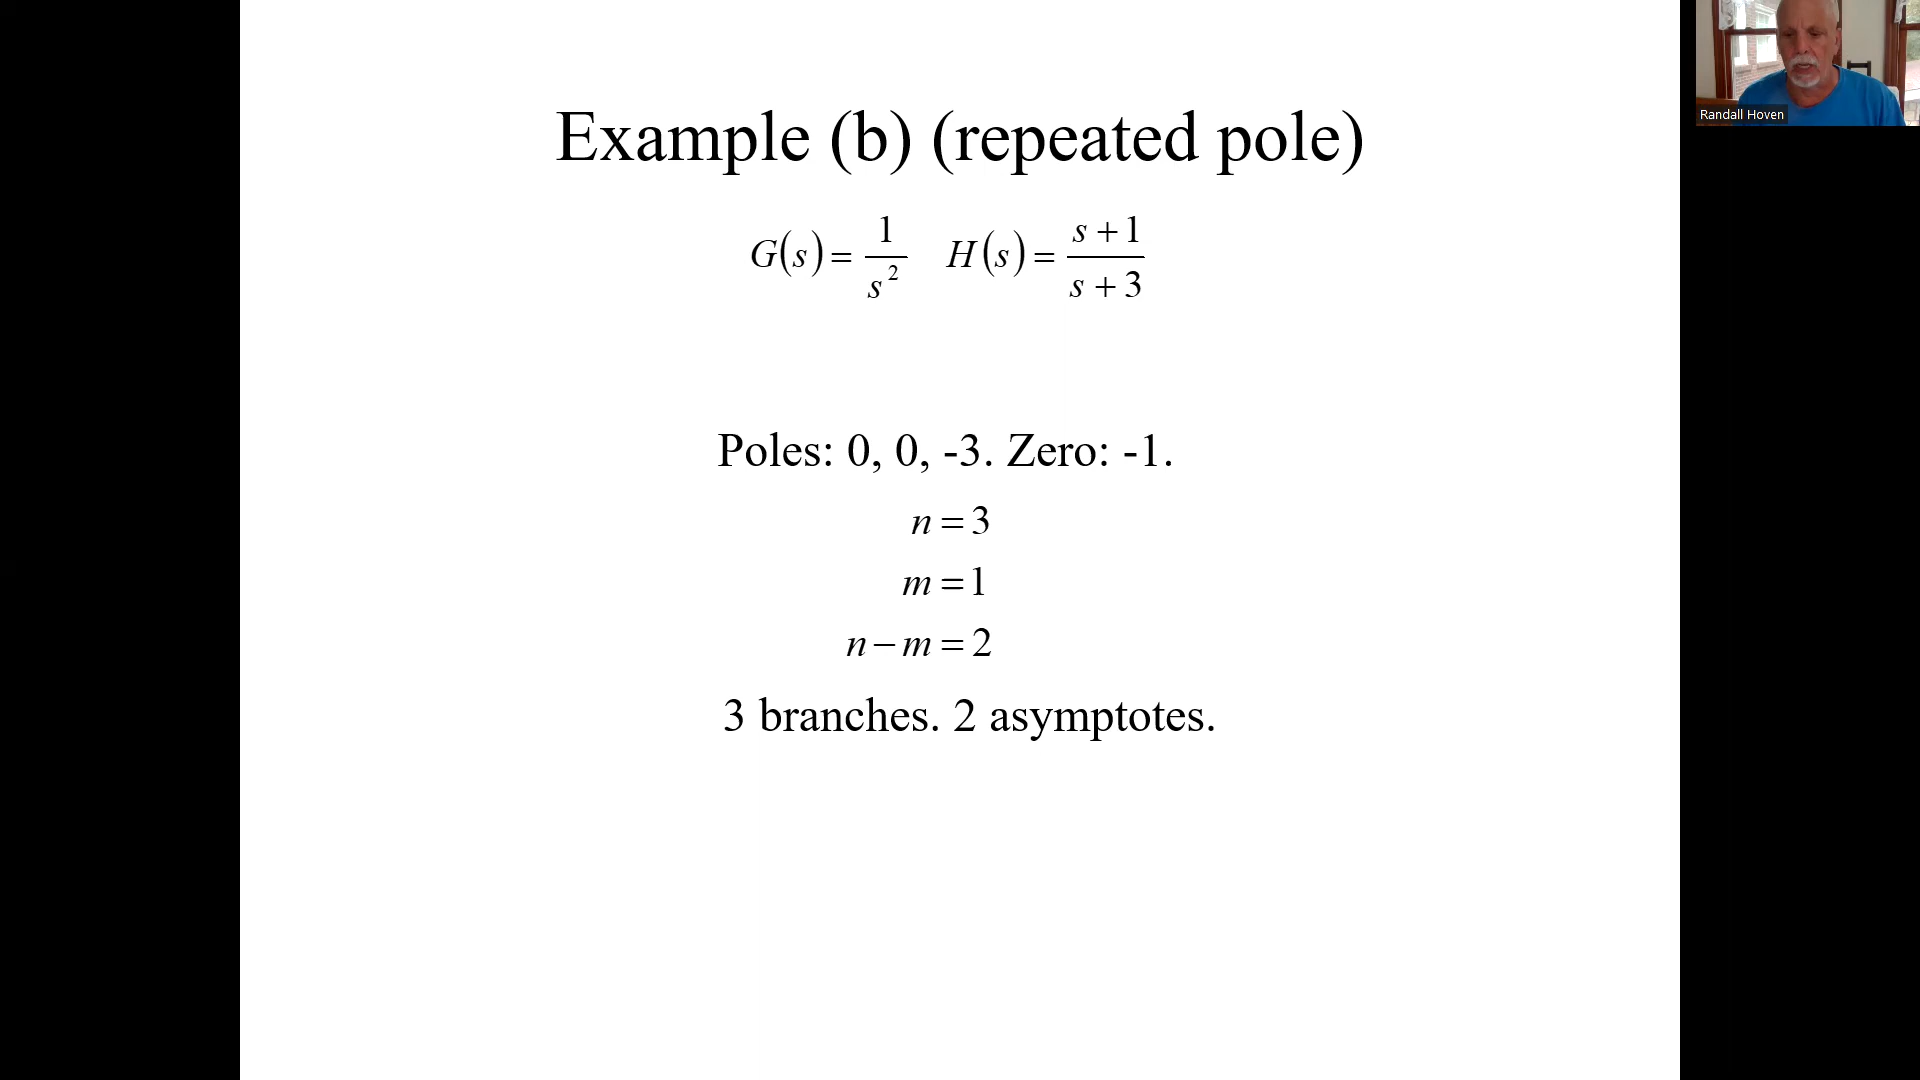 Example (b) (repeated pole)
G(s) = 1/s² H(s) = (s+1)/(s+3)
Poles: 0, 0, -3. Zero: -1.
n = 3
m = 1
n − m = 2
3 branches. 2 asymptotes.
Randall Hoven